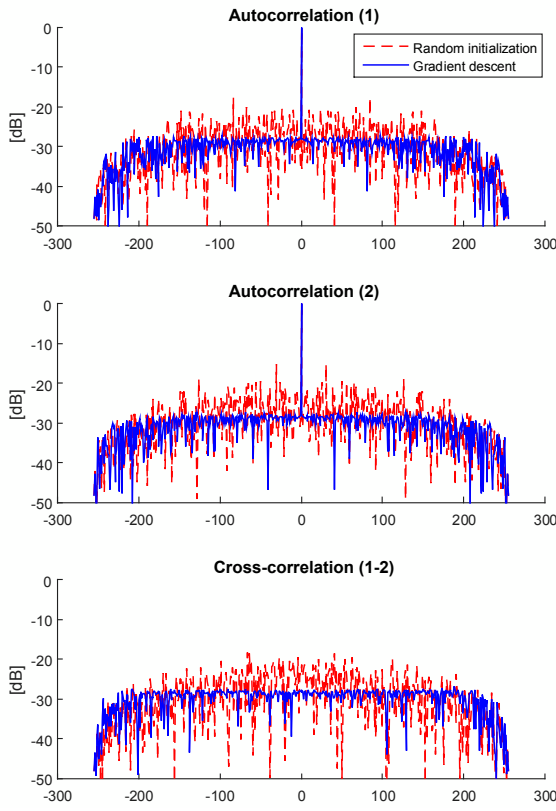 Autocorrelation (1)
0
-10
-20
-30
-40
-50
[dB]
Random initialization
Gradient descent
-300 -200 -100 0 100 200 300
Autocorrelation (2)
0
-10
-20
-30
-40
-50
[dB]
-300 -200 -100 0 100 200 300
Cross-correlation (1-2)
0
-10
-20
-30
-40
-50
[dB]
-300 -200 -100 0 100 200 300